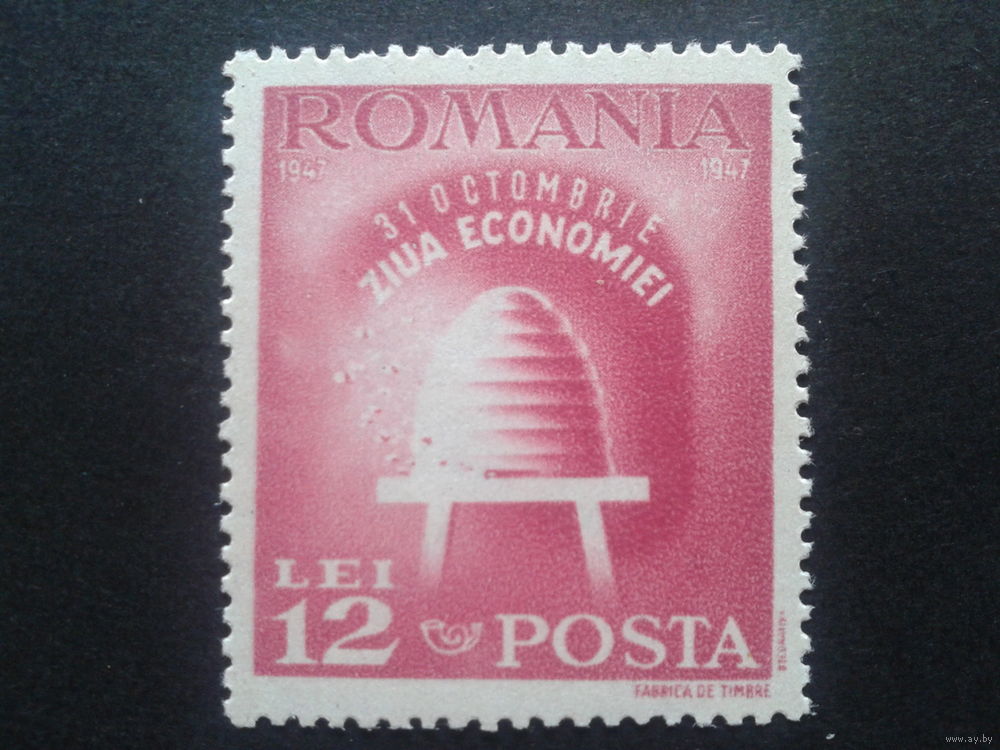 ROMANIA
1947 1947
31 OCTOMBRIE
ZIUA ECONOMIEI
LEI
12 POSTA
FABRICA DE TIMBRE
www.ay.by